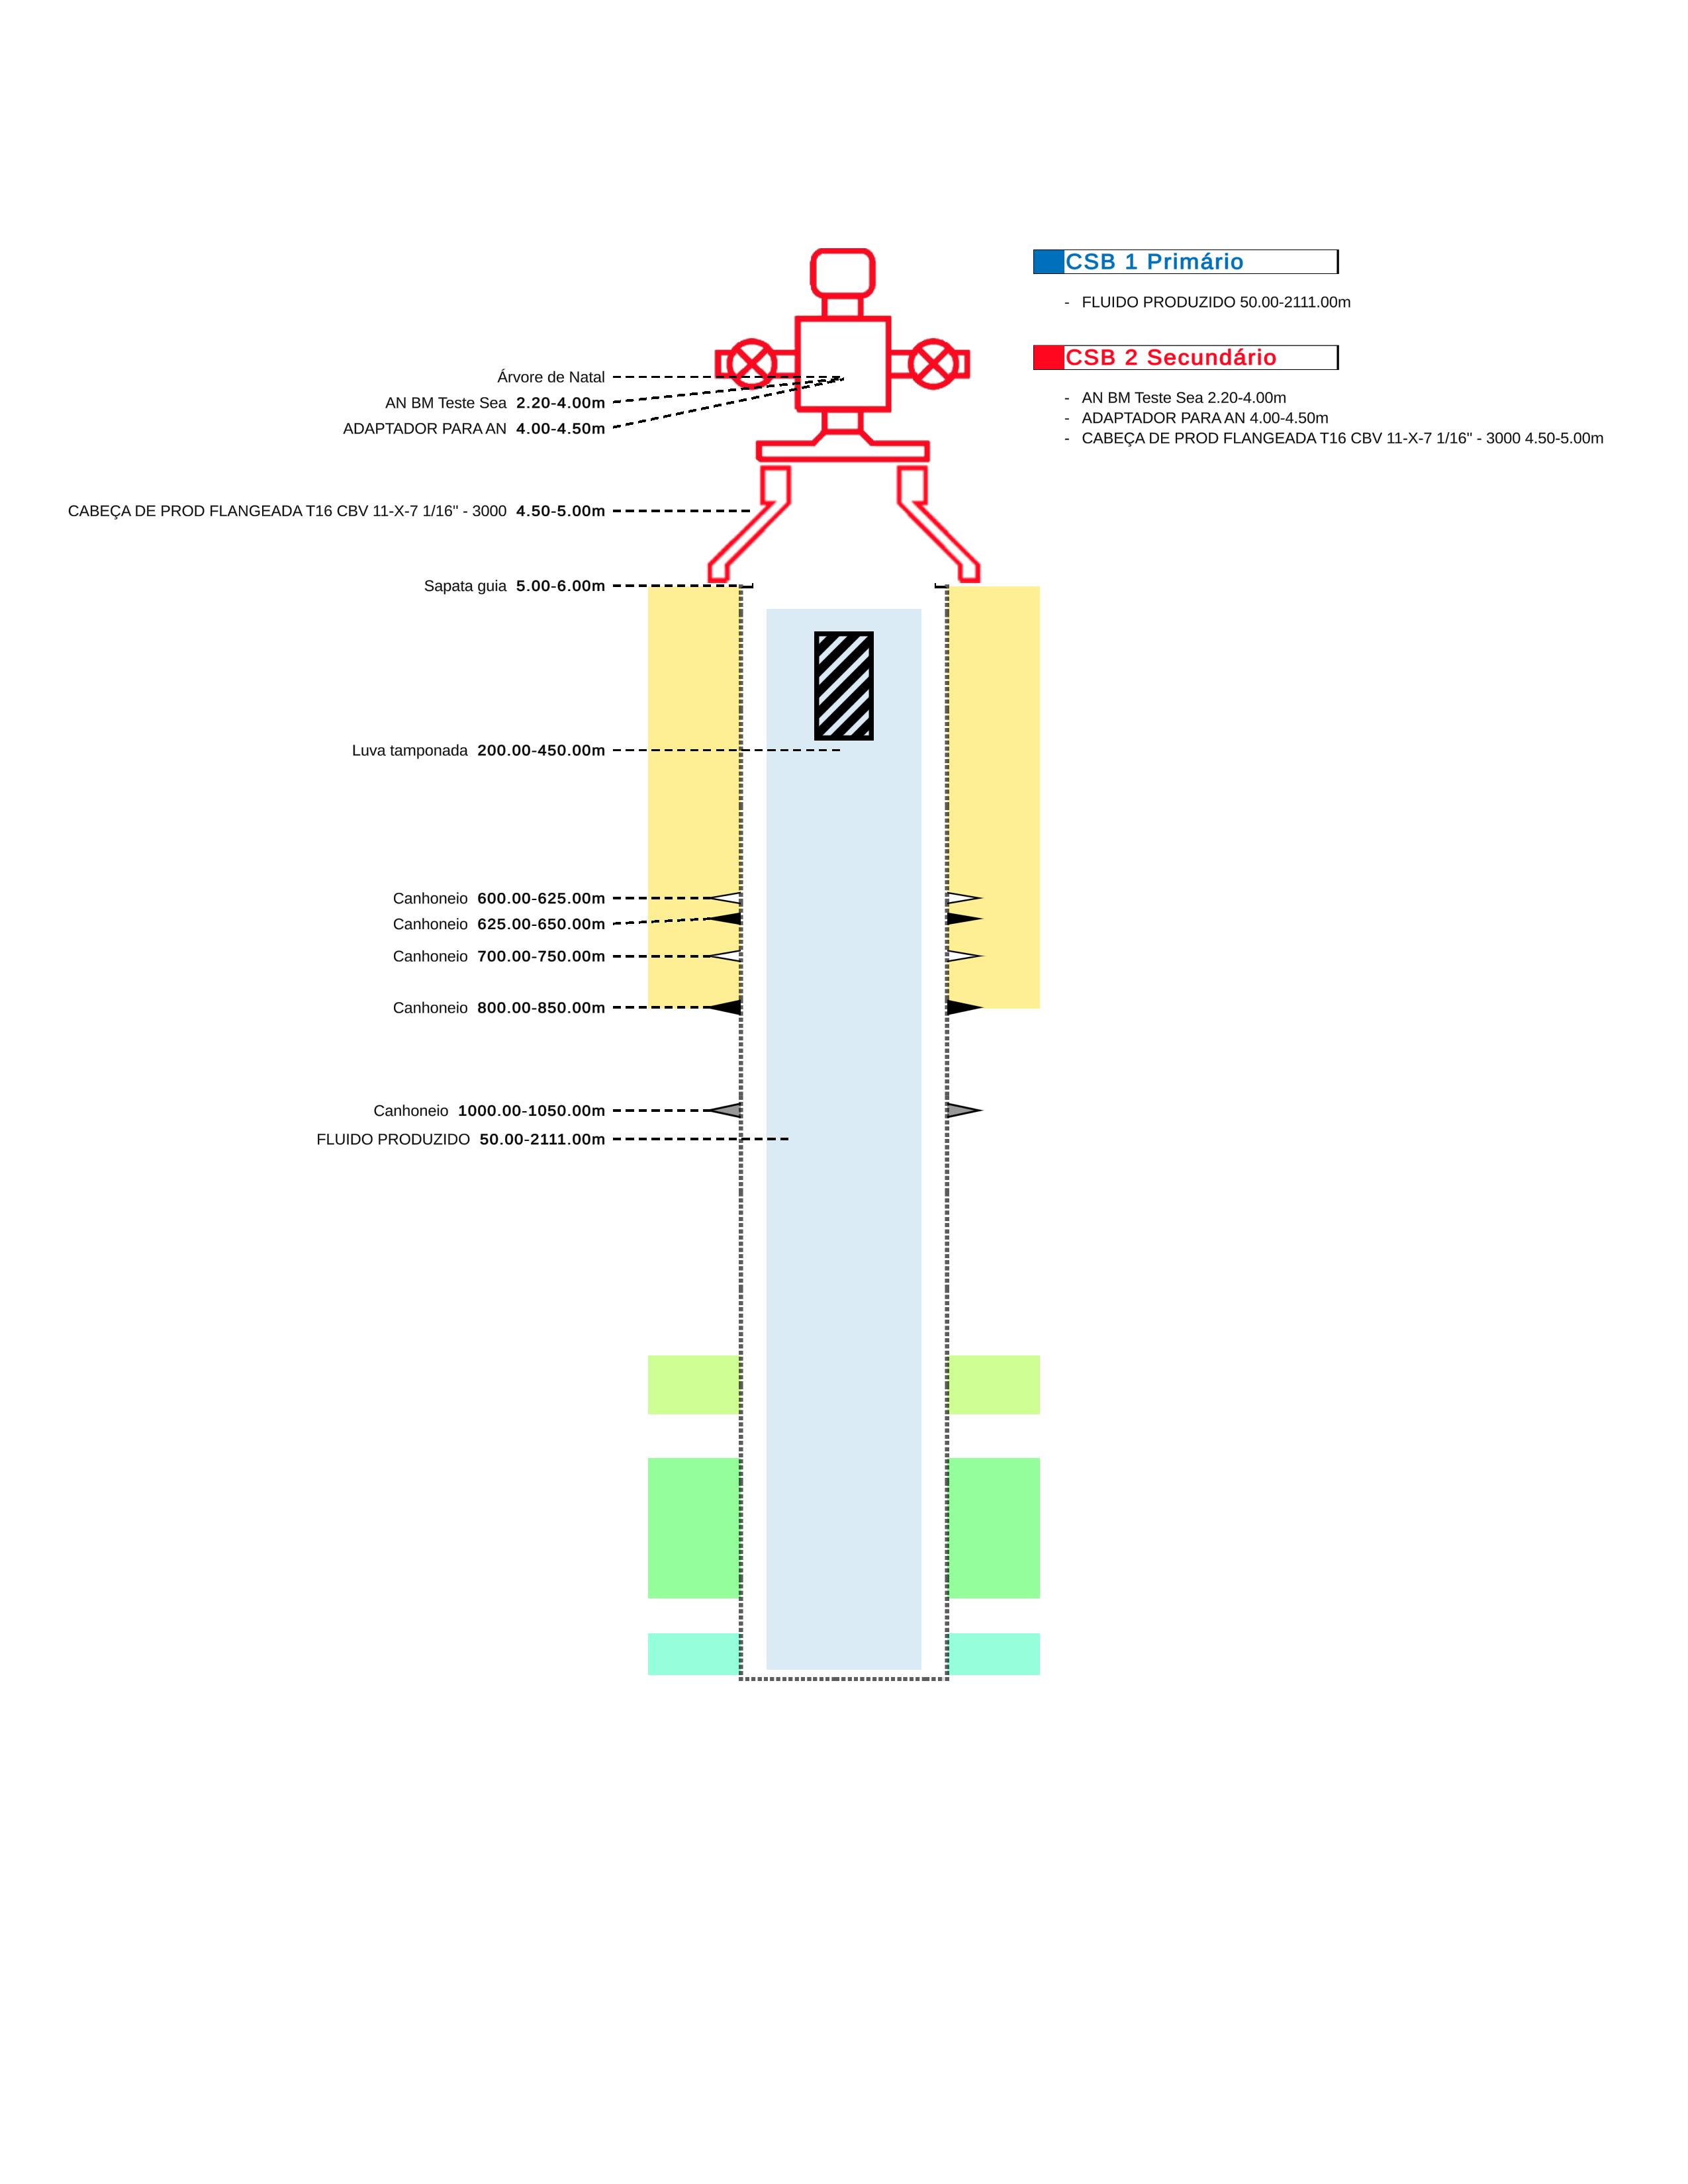 CSB 1 Primário
- FLUIDO PRODUZIDO 50.00-2111.00m
CSB 2 Secundário
- AN BM Teste Sea 2.20-4.00m
- ADAPTADOR PARA AN 4.00-4.50m
- CABEÇA DE PROD FLANGEADA T16 CBV 11-X-7 1/16" - 3000 4.50-5.00m
Árvore de Natal
AN BM Teste Sea 2.20-4.00m
ADAPTADOR PARA AN 4.00-4.50m
CABEÇA DE PROD FLANGEADA T16 CBV 11-X-7 1/16" - 3000 4.50-5.00m
Sapata guia 5.00-6.00m
Luva tamponada 200.00-450.00m
Canhoneio 600.00-625.00m
Canhoneio 625.00-650.00m
Canhoneio 700.00-750.00m
Canhoneio 800.00-850.00m
Canhoneio 1000.00-1050.00m
FLUIDO PRODUZIDO 50.00-2111.00m